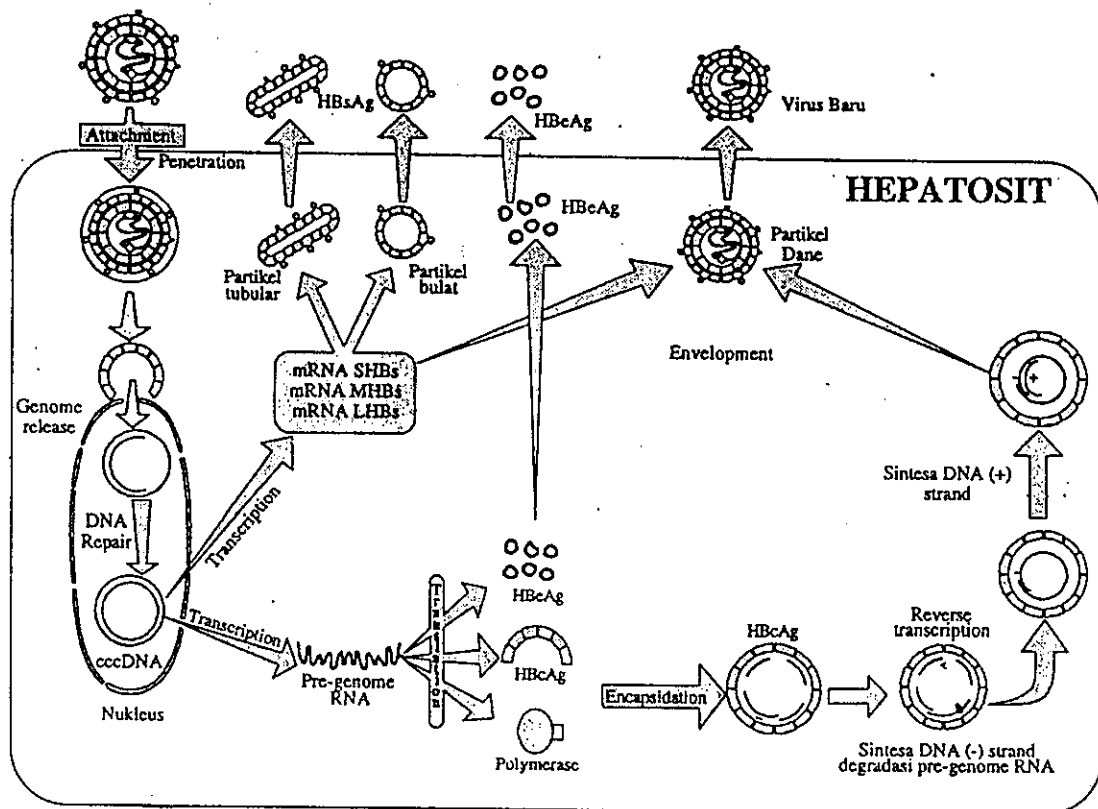 HBsAg
HBeAg
Virus Baru
Attachment
Penetration
HEPATOSIT
HBeAg
Partikel
Dane
Partikel
tubular
Partikel
bulat
Envelopment
mRNA SHBs
mRNA MHBs
mRNA LHBs
Genome
release
Sintesa DNA (+)
strand
DNA
Repair
Transcription
HBeAg
Transcription
Translation
cccDNA
Pre-genome
RNA
HBcAg
Nukleus
Polymerase
Encapsidation
HBcAg
Reverse
transcription
Sintesa DNA (-) strand
degradasi pre-genome RNA
+